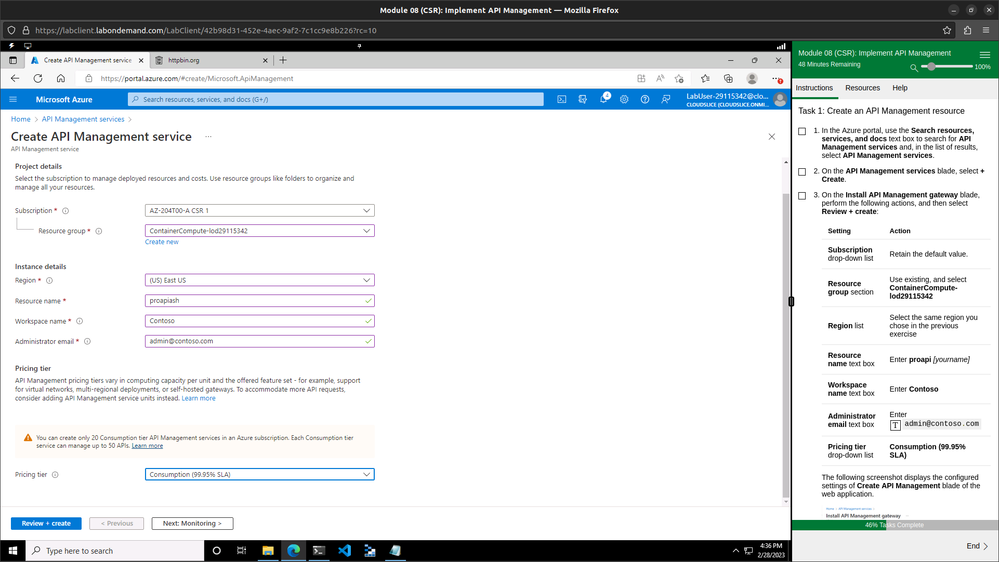 Module 08 (CSR): Implement API Management — Mozilla Firefox
https://labclient.labondemand.com/LabClient/42b98d31-452e-4aec-9af2-7c1cc9e8b226?rc=10
Create API Management service
httpbin.org
https://portal.azure.com/#create/Microsoft.ApiManagement
Microsoft Azure
Search resources, services, and docs (G+/)
4
LabUser-29115342@clo...
CLOUDSLICE (CLOUDSLICE.ONMI...
Home > API Management services >
Create API Management service ...
API Management service
Project details
Select the subscription to manage deployed resources and costs. Use resource groups like folders to organize and
manage all your resources.
Subscription *
AZ-204T00-A CSR 1
Resource group *
ContainerCompute-lod29115342
Create new
Instance details
Region *
(US) East US
Resource name *
proapiash
Workspace name *
Contoso
Administrator email *
admin@contoso.com
Pricing tier
API Management pricing tiers vary in computing capacity per unit and the offered feature set - for example, support
for virtual networks, multi-regional deployments, or self-hosted gateways. To accommodate more API requests,
consider adding API Management service units instead. Learn more
You can create only 20 Consumption tier API Management services in an Azure subscription. Each Consumption tier
service can manage up to 50 APIs. Learn more
Pricing tier
Consumption (99.95% SLA)
Review + create
< Previous
Next: Monitoring >
Type here to search
4:36 PM
2/28/2023
Module 08 (CSR): Implement API Management
48 Minutes Remaining
100%
Instructions
Resources
Help
Task 1: Create an API Management resource
1. In the Azure portal, use the Search resources,
services, and docs text box to search for API
Management services and, in the list of results,
select API Management services.
2. On the API Management services blade, select +
Create.
3. On the Install API Management gateway blade,
perform the following actions, and then select
Review + create:
Setting Action
Subscription
drop-down list
Retain the default value.
Resource
group section
Use existing, and select
ContainerCompute-
lod29115342
Region list
Select the same region you
chose in the previous
exercise
Resource
name text box
Enter proapi [yourname]
Workspace
name text box
Enter Contoso
Administrator
email text box
Enter
T admin@contoso.com
Pricing tier
drop-down list
Consumption (99.95%
SLA)
The following screenshot displays the configured
settings of Create API Management blade of the
web application.
Home > API Management services >
Install API Management gateway ...
46% Tasks Complete
End >